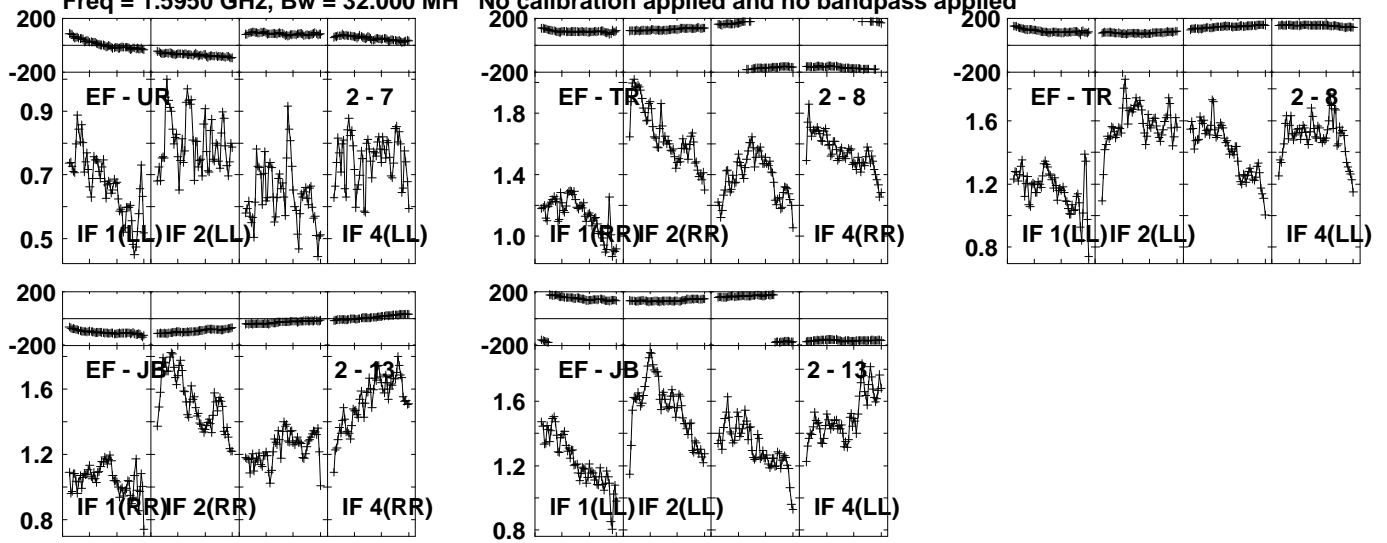 Freq = 1.5950 GHz, Bw = 32.000 MH No calibration applied and no bandpass applied
200
-200
EF - UR 2 - 7
0.9
0.7
0.5
IF 1(LL) IF 2(LL) IF 4(LL)
200
-200
EF - TR 2 - 8
1.8
1.4
1.0
IF 1(RR) IF 2(RR) IF 4(RR)
200
-200
EF - TR 2 - 8
1.6
1.2
0.8
IF 1(LL) IF 2(LL) IF 4(LL)
200
-200
EF - JB 2 - 13
1.6
1.2
0.8
IF 1(RR) IF 2(RR) IF 4(RR)
200
-200
EF - JB 2 - 13
1.6
1.2
0.8
IF 1(LL) IF 2(LL) IF 4(LL)